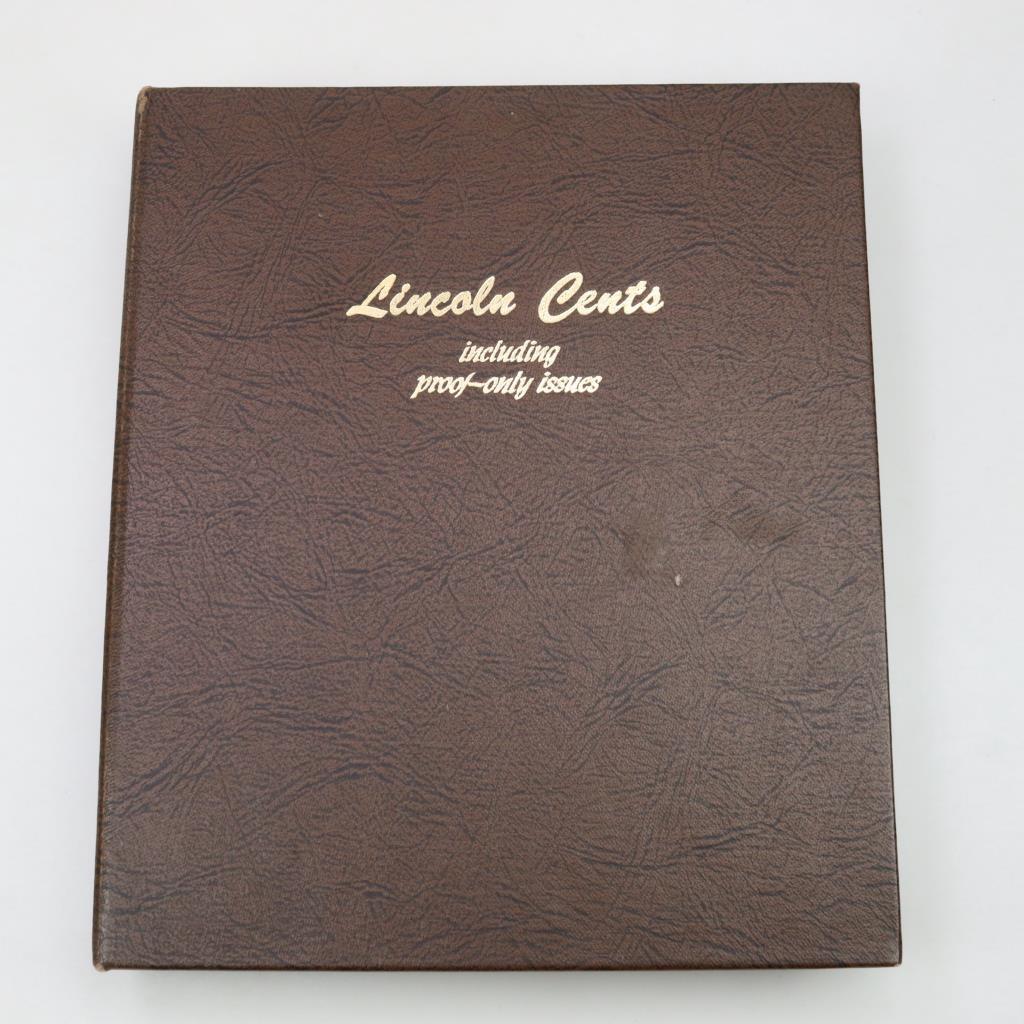 Lincoln Cents
including
proof-only issues